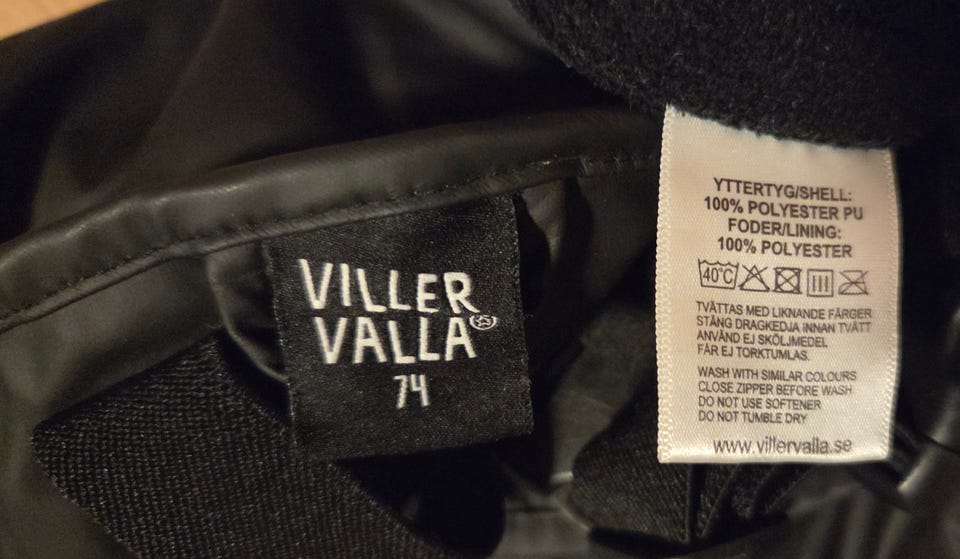 VILLER
VALLA
74
YTTERTYG/SHELL:
100% POLYESTER PU
FODER/LINING:
100% POLYESTER
40°C
TVÄTTAS MED LIKNANDE FÄRGER
STÄNG DRAGKEDJA INNAN TVÄTT
ANVÄND EJ SKÖLJMEDEL
FÅR EJ TORKTUMLAS.
WASH WITH SIMILAR COLOURS
CLOSE ZIPPER BEFORE WASH
DO NOT USE SOFTENER
DO NOT TUMBLE DRY
www.villervalla.se